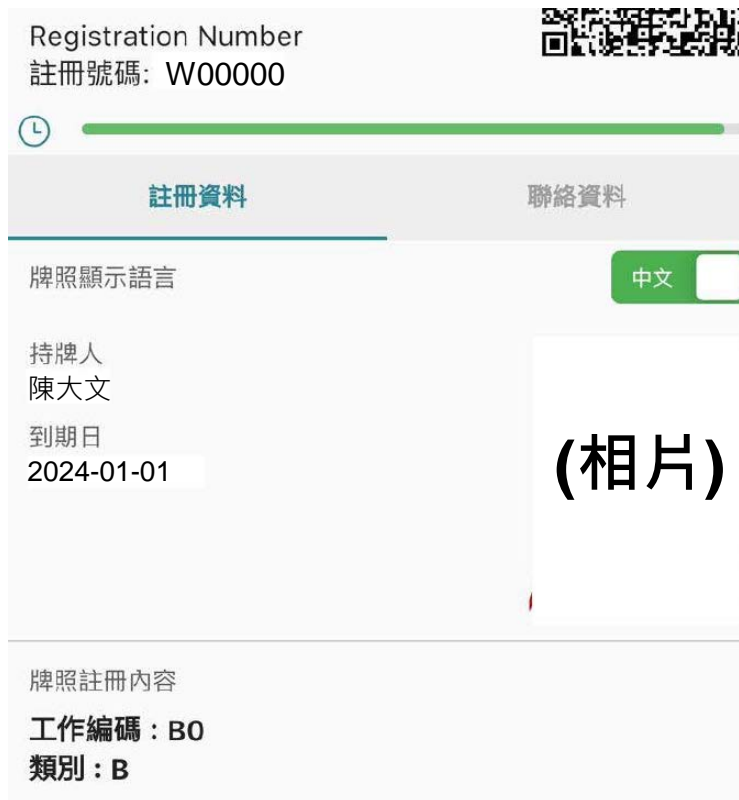 Registration Number
註冊號碼: W00000
註冊資料
聯絡資料
牌照顯示語言
中文
持牌人
陳大文
到期日
2024-01-01
(相片)
牌照註冊內容
工作編碼：B0
類別：B